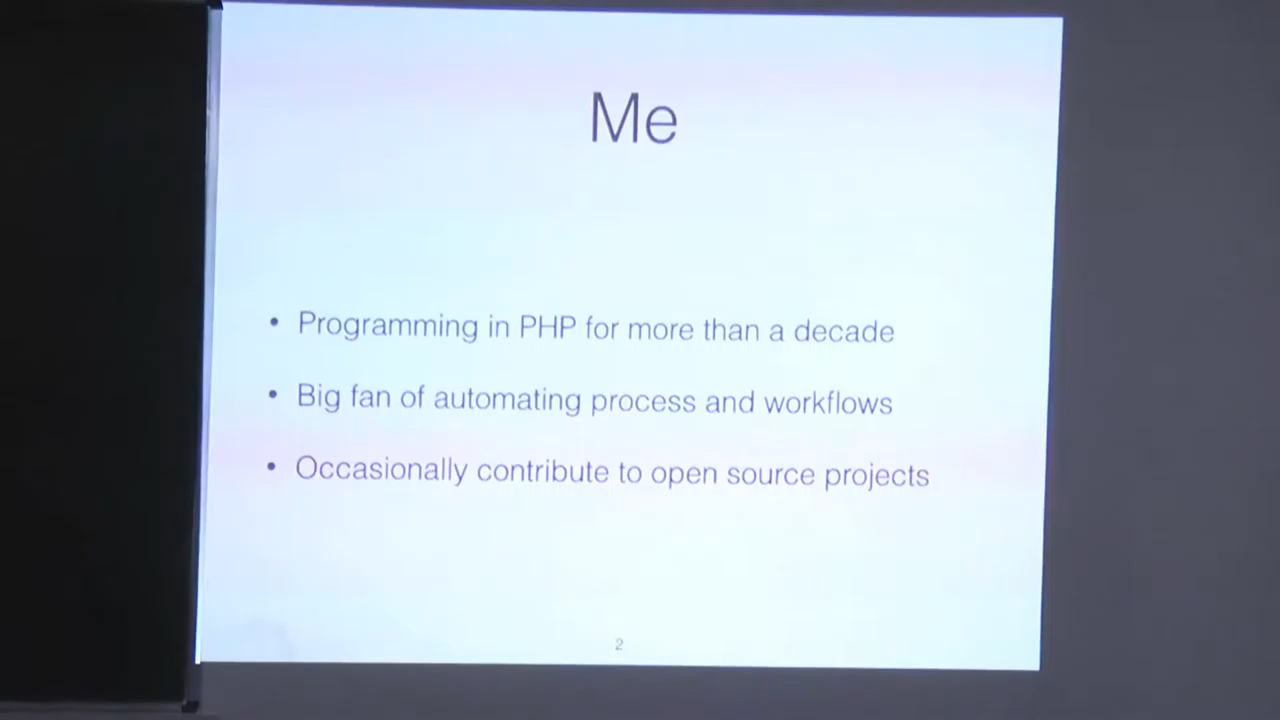 Me
• Programming in PHP for more than a decade
• Big fan of automating process and workflows
• Occasionally contribute to open source projects
2